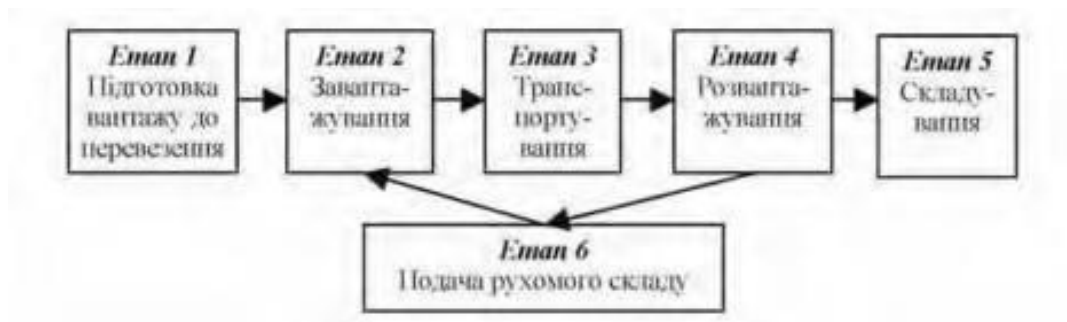 Етап 1
Підготовка
вантажу до
перевезення
Етап 2
Заванта-
жування
Етап 3
Транс-
порту-
вання
Етап 4
Розванта-
жування
Етап 5
Складу-
вання
Етап 6
Подача рухомого складу